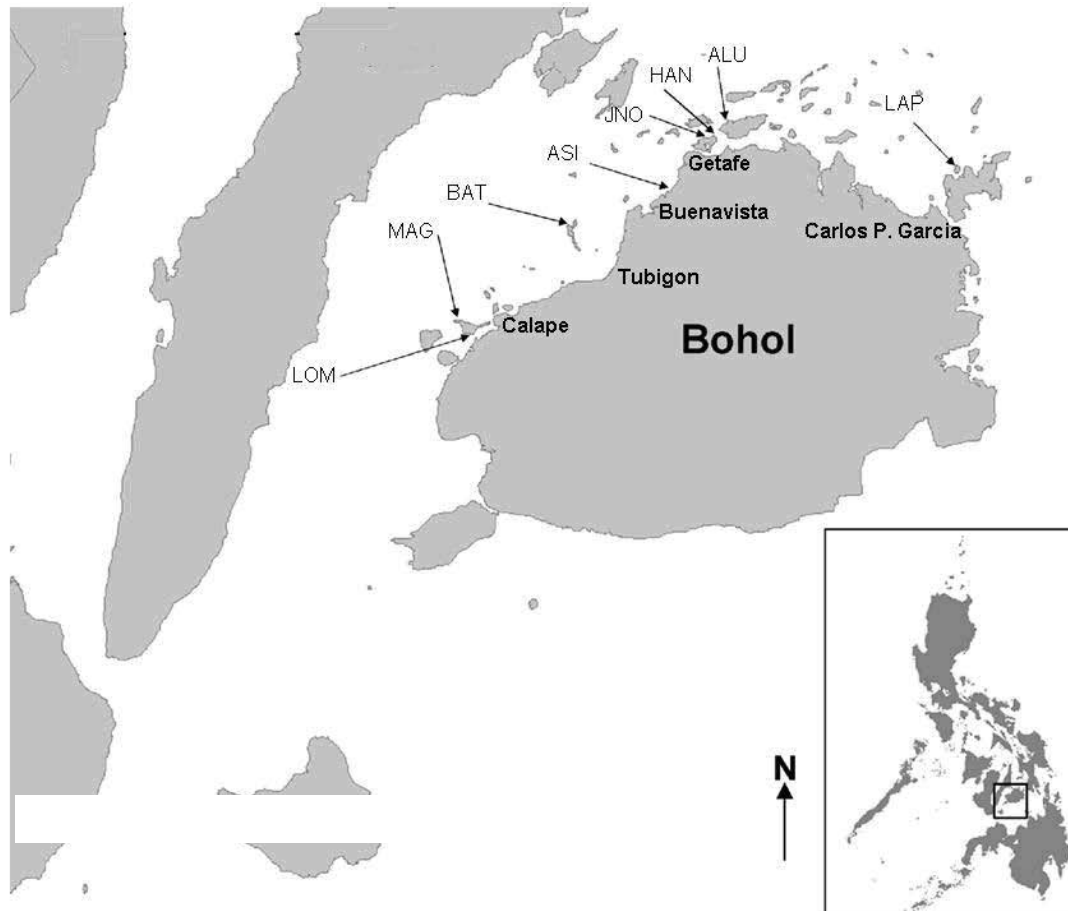 ALU
HAN
LAP
JNO
ASI
Getafe
BAT
Buenavista
MAG
Carlos P. Garcia
Tubigon
Calape
Bohol
LOM
N